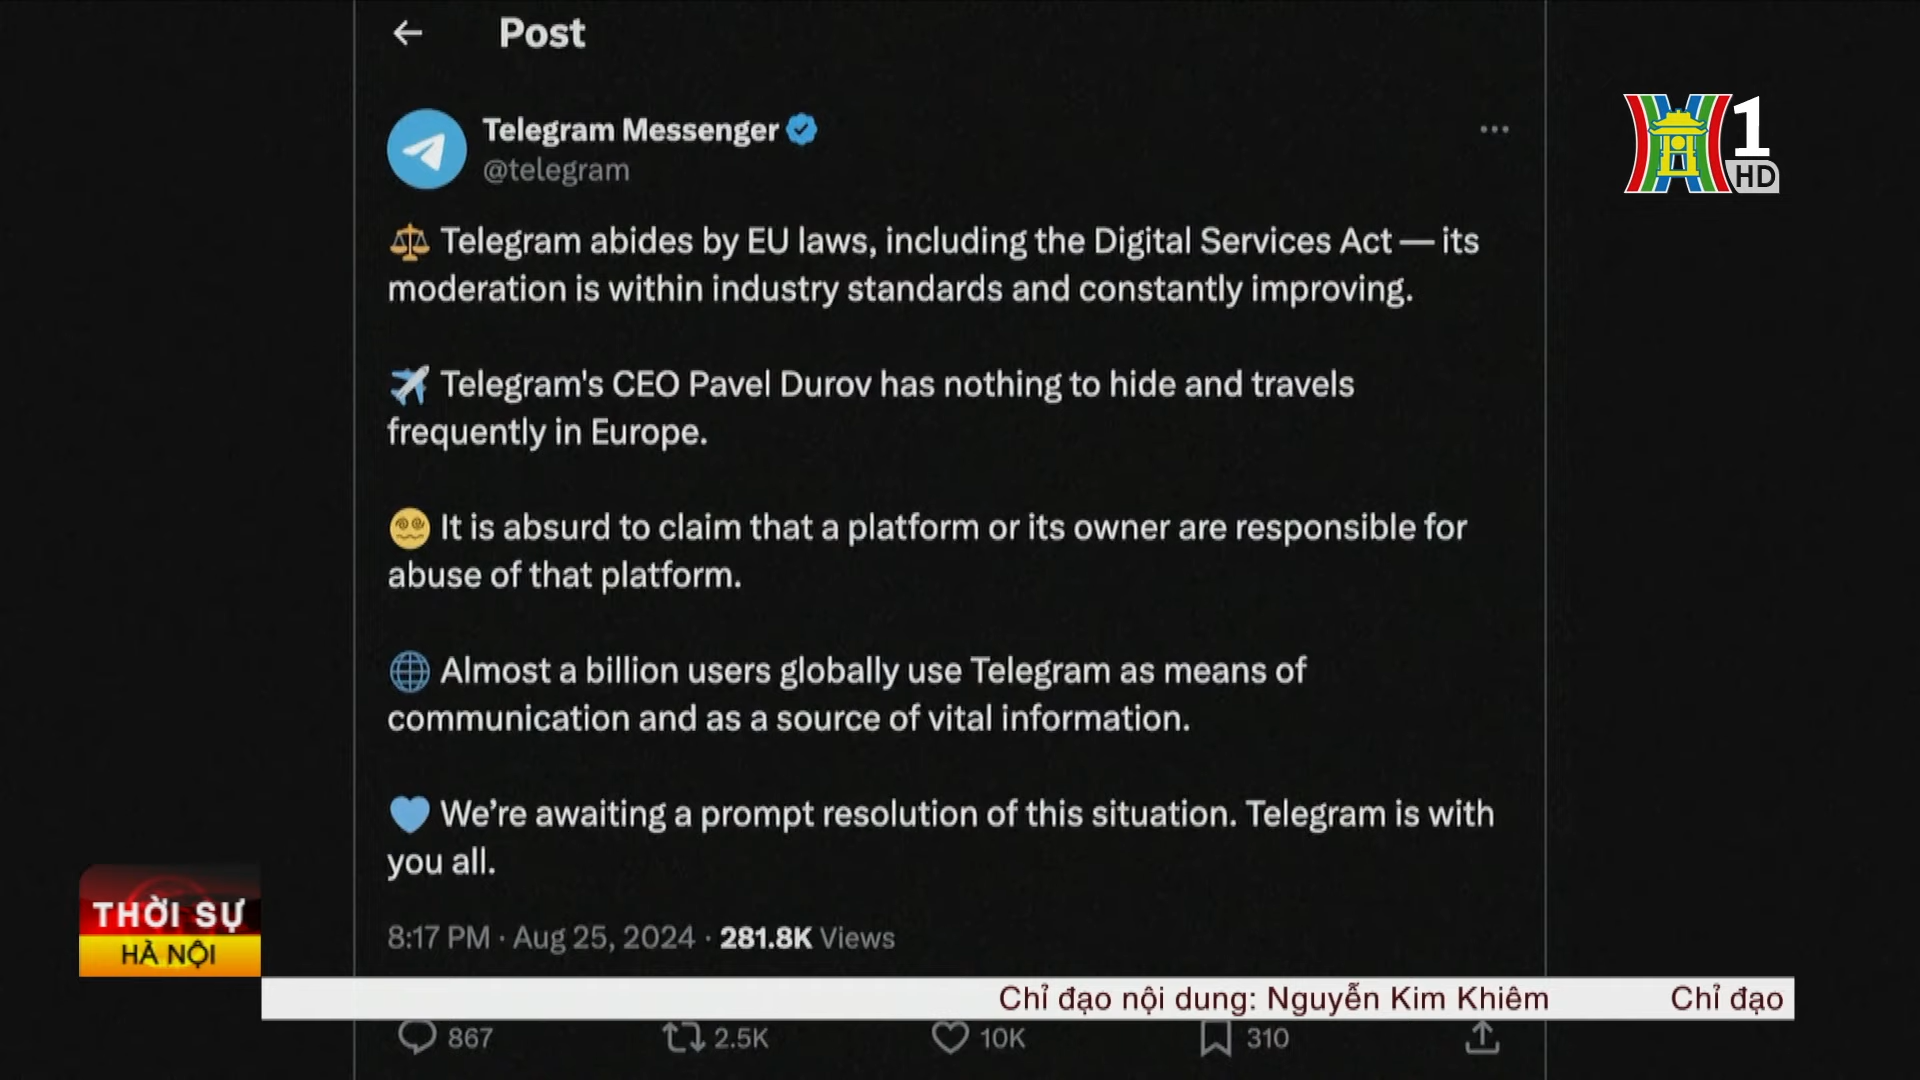 Post
Telegram Messenger
@telegram
1
HD
⚖️ Telegram abides by EU laws, including the Digital Services Act — its
moderation is within industry standards and constantly improving.
✈️ Telegram's CEO Pavel Durov has nothing to hide and travels
frequently in Europe.
😵‍💫 It is absurd to claim that a platform or its owner are responsible for
abuse of that platform.
🌐 Almost a billion users globally use Telegram as means of
communication and as a source of vital information.
💙 We’re awaiting a prompt resolution of this situation. Telegram is with
you all.
8:17 PM · Aug 25, 2024 · 281.8K Views
THỜI SỰ
HÀ NỘI
Chỉ đạo nội dung: Nguyễn Kim Khiêm Chỉ đạo
867 2.5K 10K 310